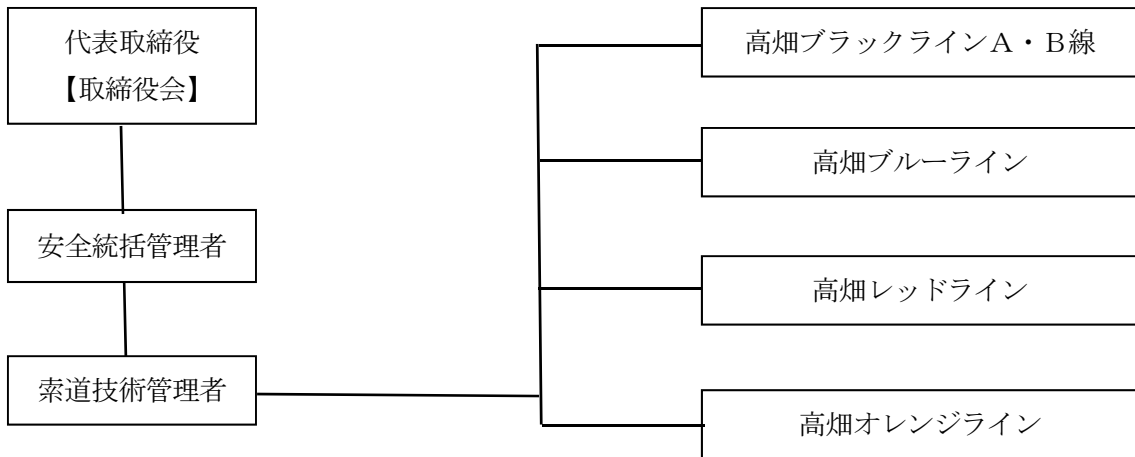 代表取締役
【取締役会】
安全統括管理者
索道技術管理者
高畑ブラックラインＡ・Ｂ線
高畑ブルーライン
高畑レッドライン
高畑オレンジライン